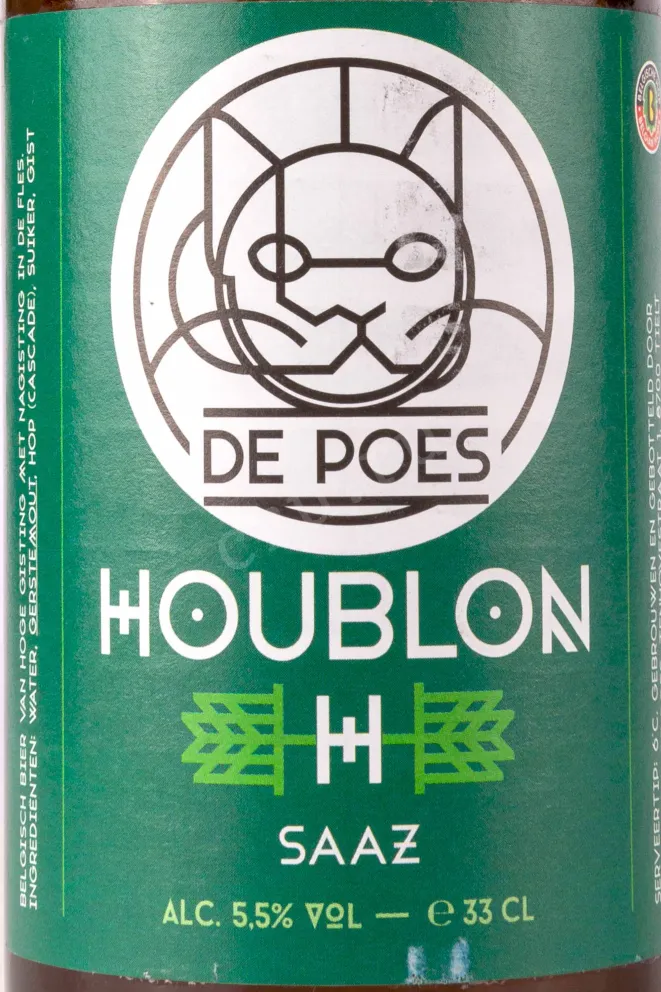 DE POES
HOUBLON
H
SAAZ
ALC. 5,5% VOL — ℮ 33 CL
BELGISCH BIER VAN HOGE GISTING MET NAGISTING IN DE FLES.
INGREDIËNTEN: WATER, GERSTEMOUT, HOP (CASCADE), SUIKER, GIST
SERVEERTIP: 6°C. GEBROUWEN EN GEBOTTELD DOOR